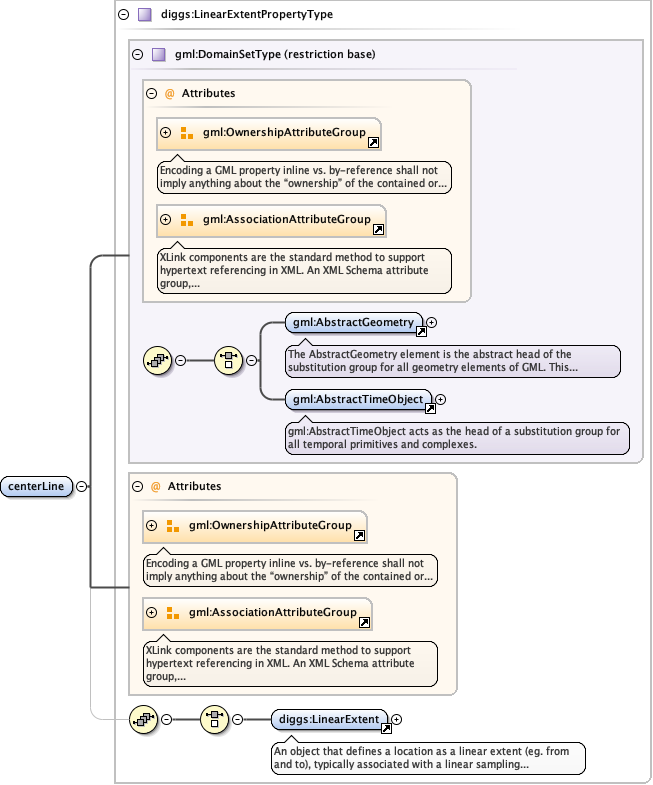 diggs:LinearExtentPropertyType
gml:DomainSetType (restriction base)
@ Attributes
gml:OwnershipAttributeGroup
Encoding a GML property inline vs. by-reference shall not
imply anything about the “ownership” of the contained or...
gml:AssociationAttributeGroup
XLink components are the standard method to support
hypertext referencing in XML. An XML Schema attribute
group,...
gml:AbstractGeometry
The AbstractGeometry element is the abstract head of the
substitution group for all geometry elements of GML. This...
gml:AbstractTimeObject
gml:AbstractTimeObject acts as the head of a substitution group for
all temporal primitives and complexes.
centerLine
@ Attributes
gml:OwnershipAttributeGroup
Encoding a GML property inline vs. by-reference shall not
imply anything about the “ownership” of the contained or...
gml:AssociationAttributeGroup
XLink components are the standard method to support
hypertext referencing in XML. An XML Schema attribute
group,...
diggs:LinearExtent
An object that defines a location as a linear extent (eg. from
and to), typically associated with a linear sampling...